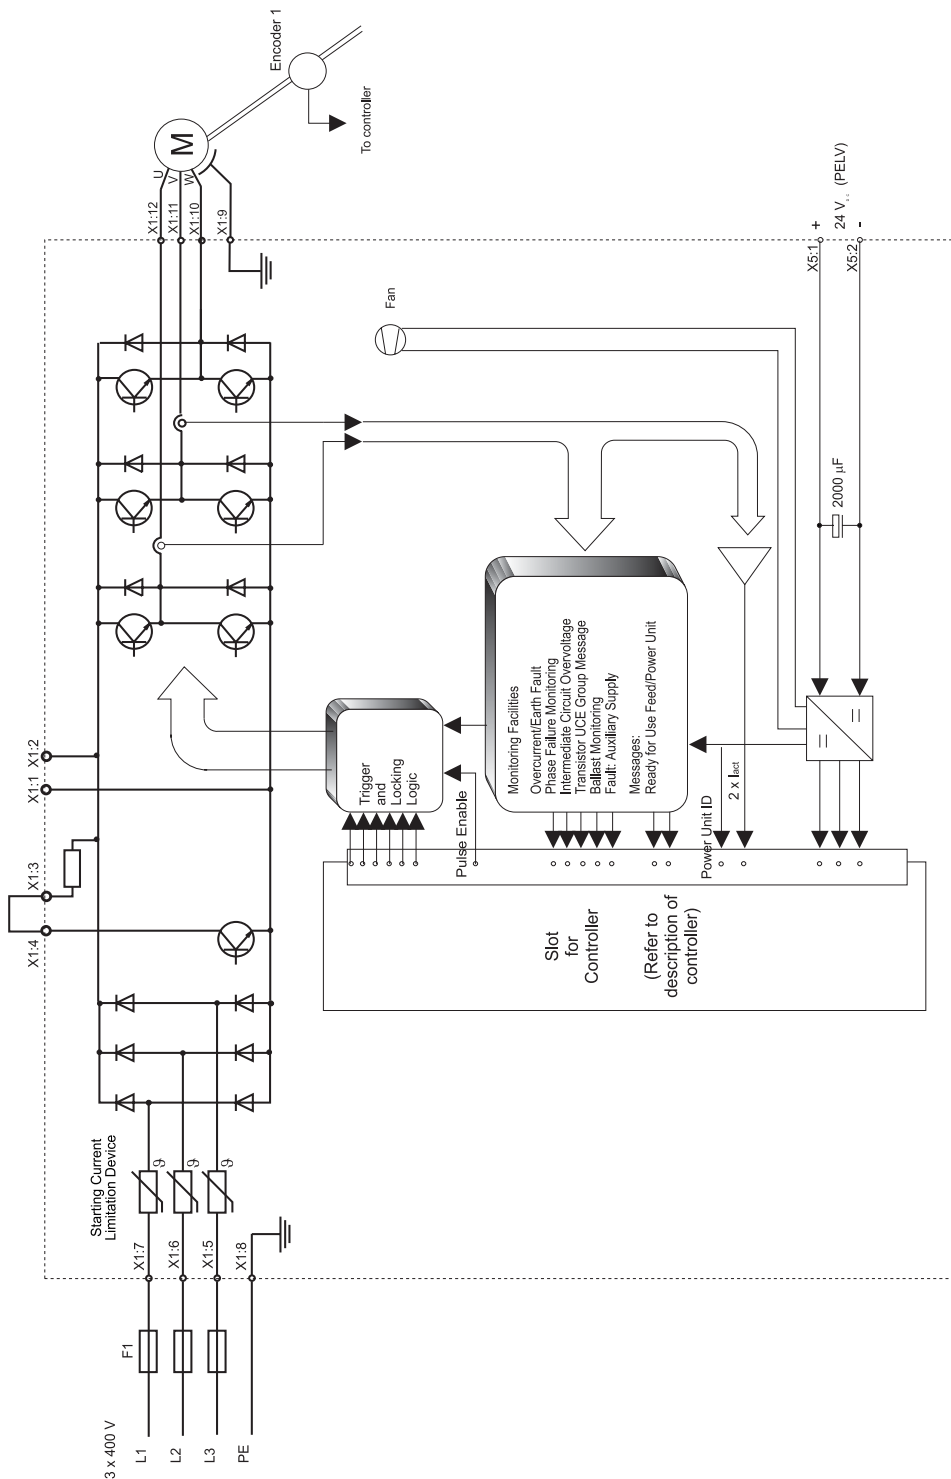 3 x 400 V
L1
L2
L3
PE
F1
X1:7
X1:6
X1:5
X1:8
Starting Current
Limitation Device
ϑ
ϑ
ϑ
X1:4
X1:3
X1:1
X1:2
X1:12
X1:11
X1:10
X1:9
U
V
W
M
Encoder 1
To controller
Fan
Trigger
and
Locking
Logic
Pulse Enable
Monitoring Facilities
Overcurrent/Earth Fault
Phase Failure Monitoring
Intermediate Circuit Overvoltage
Transistor UCE Group Message
Ballast Monitoring
Fault: Auxiliary Supply
Messages:
Ready for Use Feed/Power Unit
Power Unit ID
2 x Iact
Slot
for
Controller
(Refer to
description of
controller)
2000 µF
X5:1
X5:2
+
-
24 V (PELV)